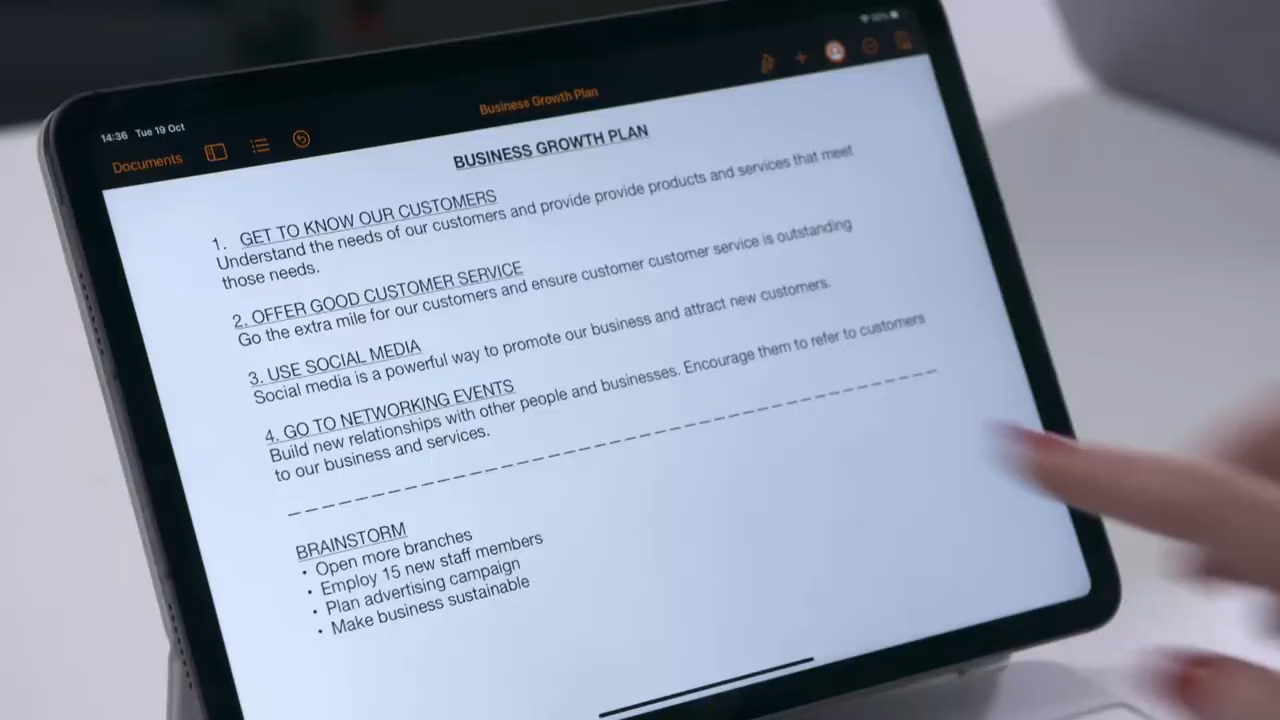 14:36 Tue 19 Oct
Documents
Business Growth Plan
BUSINESS GROWTH PLAN
1. GET TO KNOW OUR CUSTOMERS
Understand the needs of our customers and provide provide products and services that meet
those needs.
2. OFFER GOOD CUSTOMER SERVICE
Go the extra mile for our customers and ensure customer customer service is outstanding
3. USE SOCIAL MEDIA
Social media is a powerful way to promote our business and attract new customers.
4. GO TO NETWORKING EVENTS
Build new relationships with other people and businesses. Encourage them to refer to customers
to our business and services.
BRAINSTORM
• Open more branches
• Employ 15 new staff members
• Plan advertising campaign
• Make business sustainable